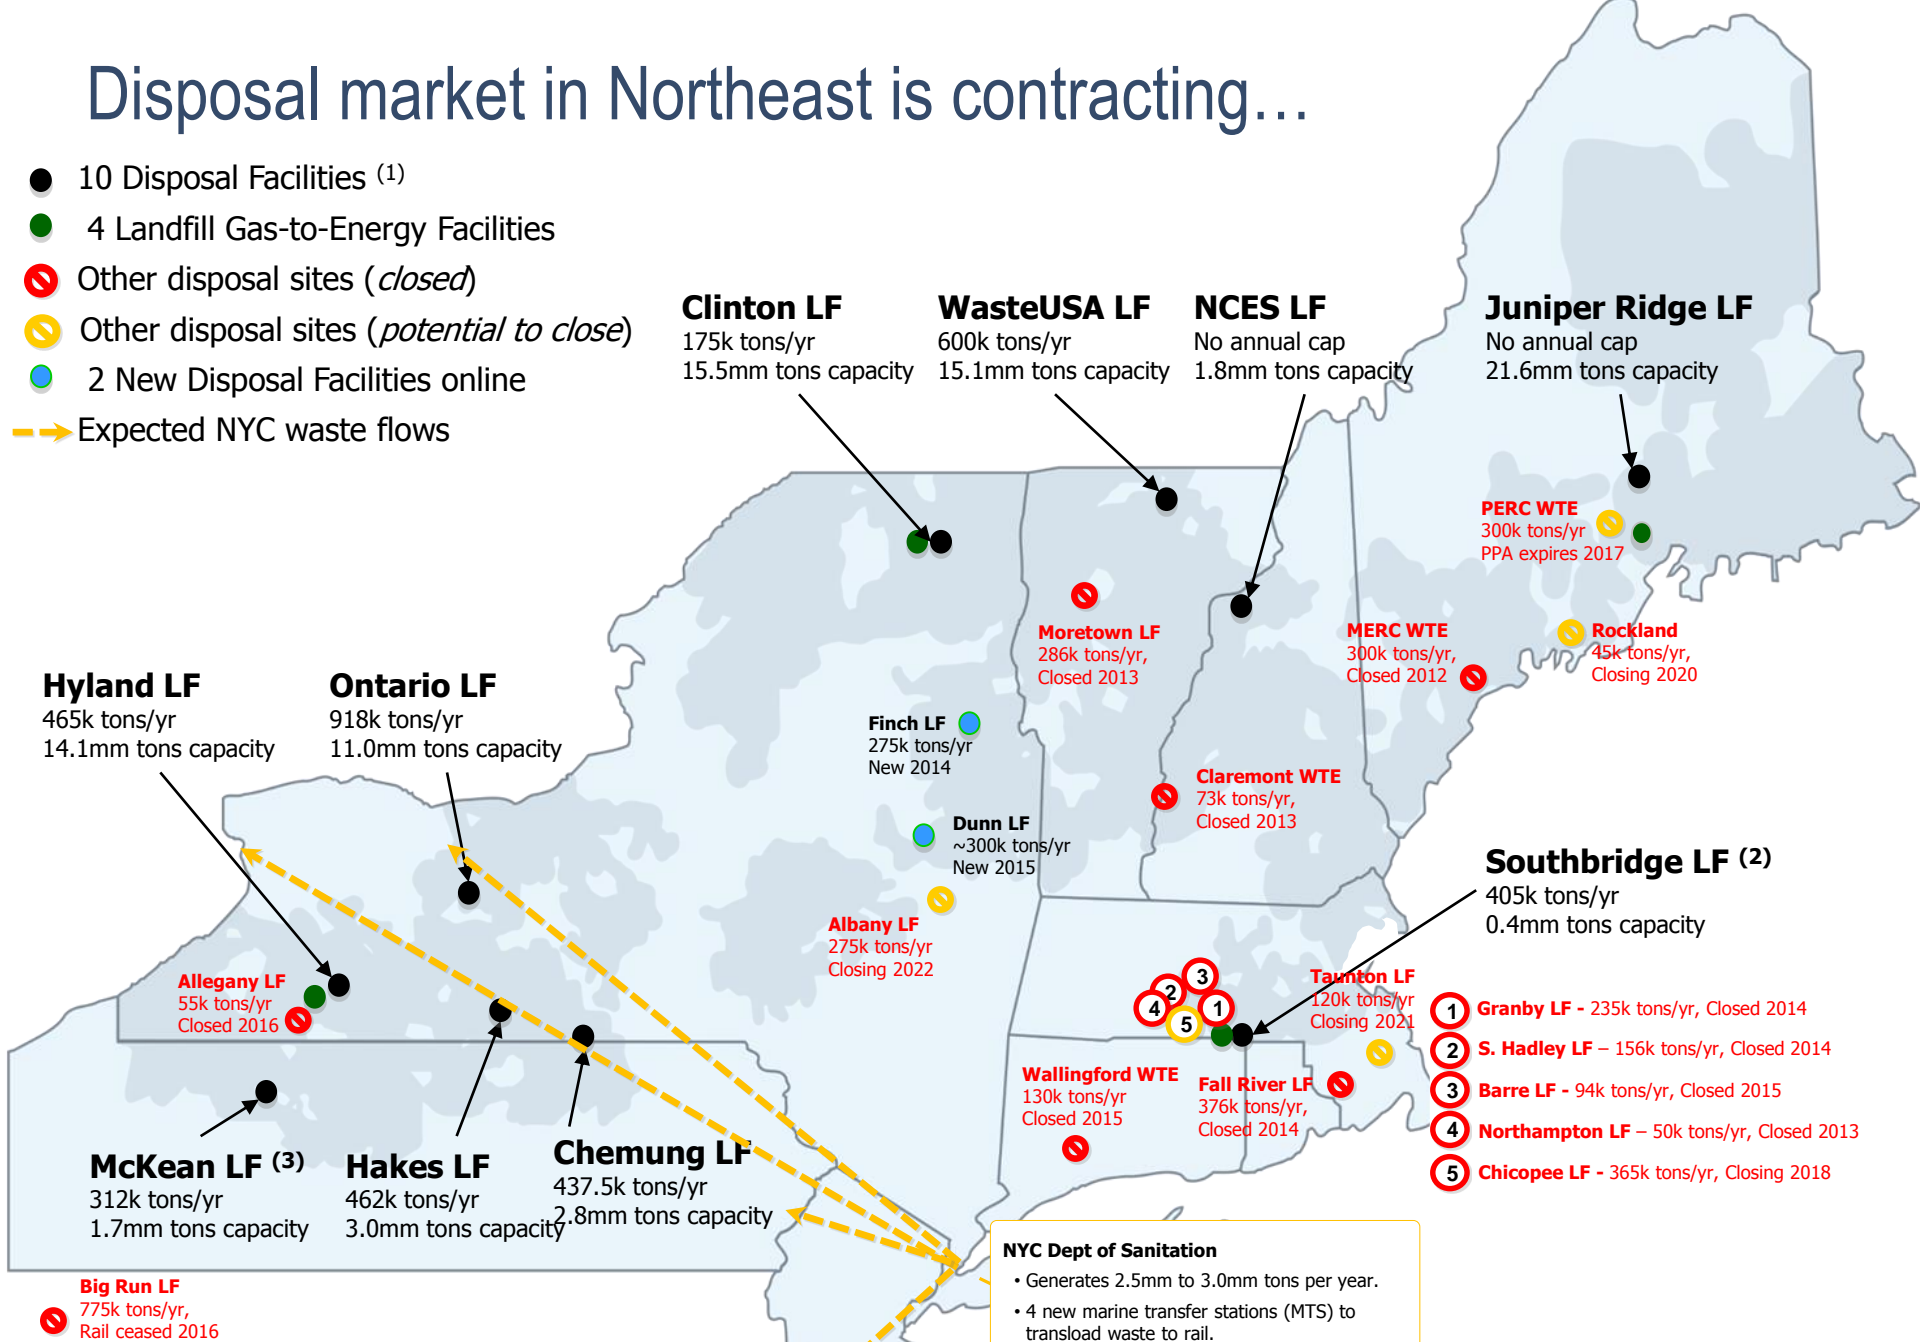 Disposal market in Northeast is contracting…
10 Disposal Facilities (1)
4 Landfill Gas-to-Energy Facilities
Other disposal sites (closed)
Other disposal sites (potential to close)
2 New Disposal Facilities online
Expected NYC waste flows
Clinton LF
175k tons/yr
15.5mm tons capacity
WasteUSA LF
600k tons/yr
15.1mm tons capacity
NCES LF
No annual cap
1.8mm tons capacity
Juniper Ridge LF
No annual cap
21.6mm tons capacity
PERC WTE
300k tons/yr
PPA expires 2017
Moretown LF
286k tons/yr,
Closed 2013
MERC WTE
300k tons/yr,
Closed 2012
Rockland
45k tons/yr,
Closing 2020
Hyland LF
465k tons/yr
14.1mm tons capacity
Ontario LF
918k tons/yr
11.0mm tons capacity
Finch LF
275k tons/yr
New 2014
Claremont WTE
73k tons/yr,
Closed 2013
Dunn LF
~300k tons/yr
New 2015
Southbridge LF (2)
405k tons/yr
0.4mm tons capacity
Albany LF
275k tons/yr
Closing 2022
Allegany LF
55k tons/yr
Closed 2016
3
2
4
1
5
Taunton LF
120k tons/yr
Closing 2021
1 Granby LF - 235k tons/yr, Closed 2014
2 S. Hadley LF – 156k tons/yr, Closed 2014
3 Barre LF - 94k tons/yr, Closed 2015
4 Northampton LF – 50k tons/yr, Closed 2013
5 Chicopee LF - 365k tons/yr, Closing 2018
Wallingford WTE
130k tons/yr
Closed 2015
Fall River LF
376k tons/yr,
Closed 2014
McKean LF (3)
312k tons/yr
1.7mm tons capacity
Hakes LF
462k tons/yr
3.0mm tons capacity
Chemung LF
437.5k tons/yr
2.8mm tons capacity
Big Run LF
775k tons/yr,
Rail ceased 2016
NYC Dept of Sanitation
• Generates 2.5mm to 3.0mm tons per year.
• 4 new marine transfer stations (MTS) to
transload waste to rail.